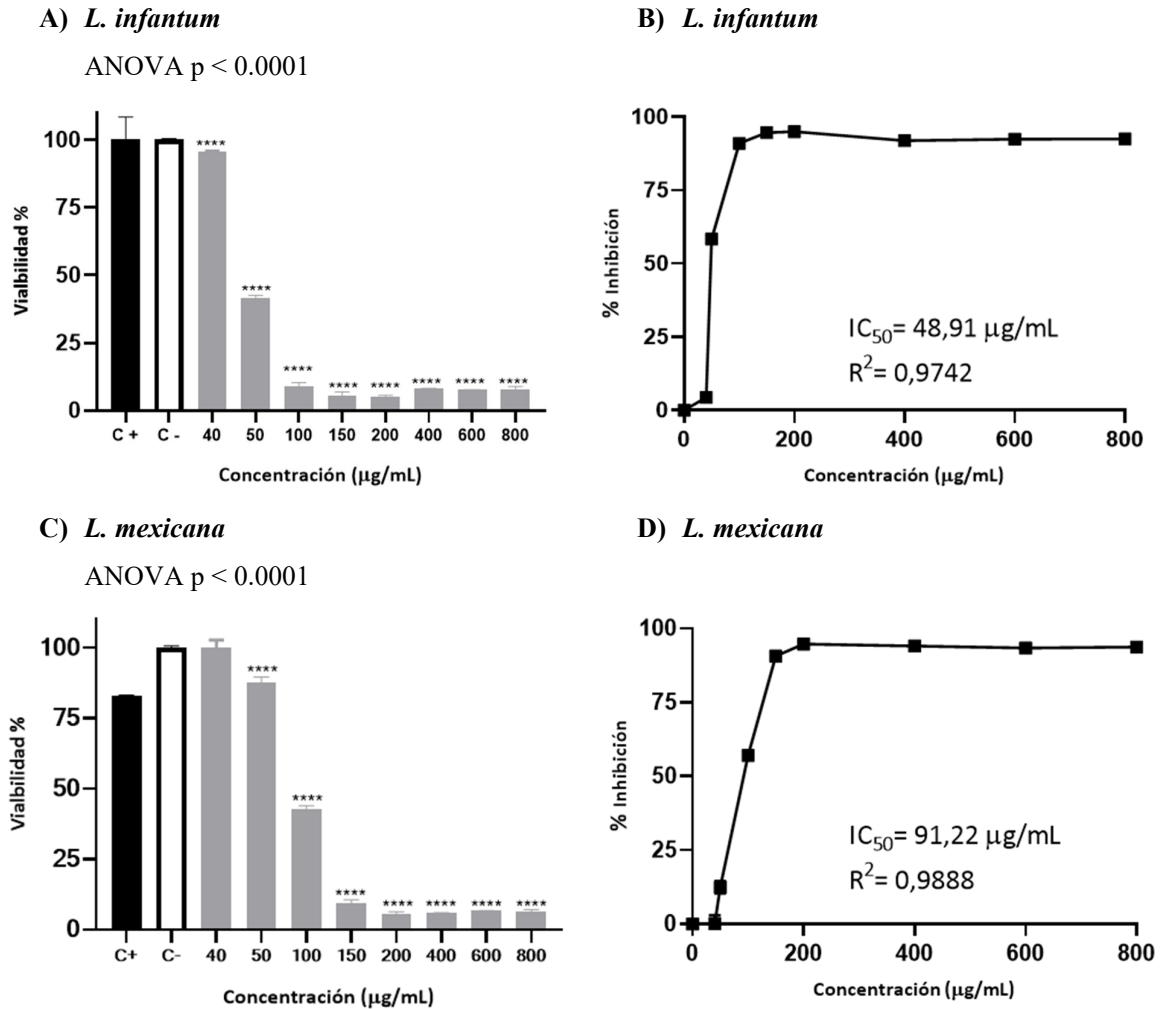 A) L. infantum
ANOVA p < 0.0001
Vialbilidad %
100
75
50
25
0
**** **** **** **** **** **** **** ****
C + C - 40 50 100 150 200 400 600 800
Concentración (μg/mL)
B) L. infantum
% Inhibición
100
75
50
25
0
IC50= 48,91 μg/mL
R2= 0,9742
0 200 400 600 800
Concentración (μg/mL)
C) L. mexicana
ANOVA p < 0.0001
Vialbilidad %
100
75
50
25
0
**** **** **** **** **** **** ****
C+ C- 40 50 100 150 200 400 600 800
Concentración (μg/mL)
D) L. mexicana
% Inhibición
100
75
50
25
0
IC50= 91,22 μg/mL
R2= 0,9888
0 200 400 600 800
Concentración (μg/mL)